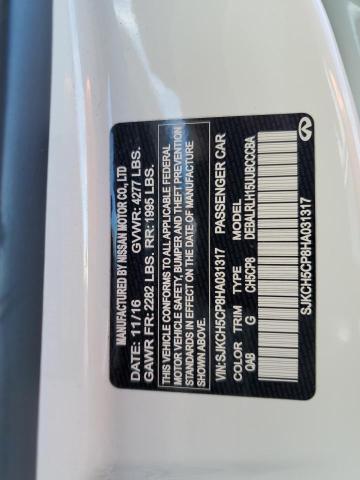 MANUFACTURED BY NISSAN MOTOR CO., LTD
DATE: 11/16 GVWR: 4277 LBS.
GAWR FR: 2282 LBS. RR: 1995 LBS.
THIS VEHICLE CONFORMS TO ALL APPLICABLE FEDERAL
MOTOR VEHICLE SAFETY, BUMPER AND THEFT PREVENTION
STANDARDS IN EFFECT ON THE DATE OF MANUFACTURE
SHOWN ABOVE.
VIN: SJKCH5CP8HA031317 PASSENGER CAR
COLOR TRIM TYPE MODEL
QAB G CH5CP8 DEBALRLH15UUBCCCBA
SJKCH5CP8HA031317